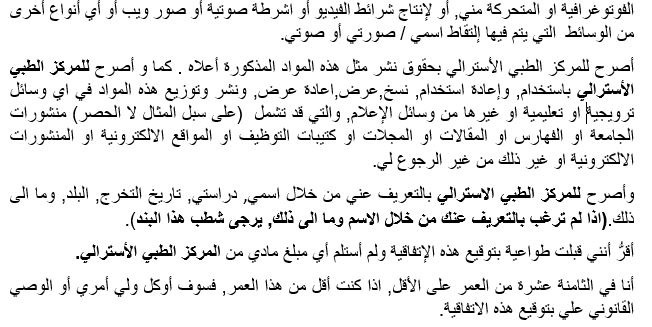 الفوتوغرافية او المتحركة مني, أو لإنتاج شرائط الفيديو أو اشرطة صوتية أو صور ويب أو أي أنواع أخرى
من الوسائط التي يتم فيها إلتقاط اسمي / صورتي أو صوتي.
أصرح للمركز الطبي الأسترالي بحقوق نشر مثل هذه المواد المذكورة أعلاه . كما و أصرح للمركز الطبي
الأسترالي باستخدام, وإعادة استخدام, نسخ,عرض,اعادة عرض, ونشر وتوزيع هذه المواد في اي وسائل
ترويجية او تعليمية او غيرها من وسائل الإعلام, والتي قد تشمل (على سبل المثال لا الحصر) منشورات
الجامعة او الفهارس او المقالات او المجلات او كتيبات التوظيف او المواقع الالكترونية او المنشورات
الالكترونية او غير ذلك من غير الرجوع لي.
وأصرح للمركز الطبي الاسترالي بالتعريف عني من خلال اسمي, دراستي, تاريخ التخرج, البلد, وما الى
ذلك.(اذا لم ترغب بالتعريف عنك من خلال الاسم وما الى ذلك, يرجى شطب هذا البند).
أقرُّ أنني قبلت طواعية بتوقيع هذه الإتفاقية ولم أستلم أي مبلغ مادي من المركز الطبي الأسترالي.
أنا في الثامنة عشرة من العمر على الأقل, اذا كنت أقل من هذا العمر, فسوف أوكل ولي أمري أو الوصي
القانوني علي بتوقيع هذه الاتفاقية.